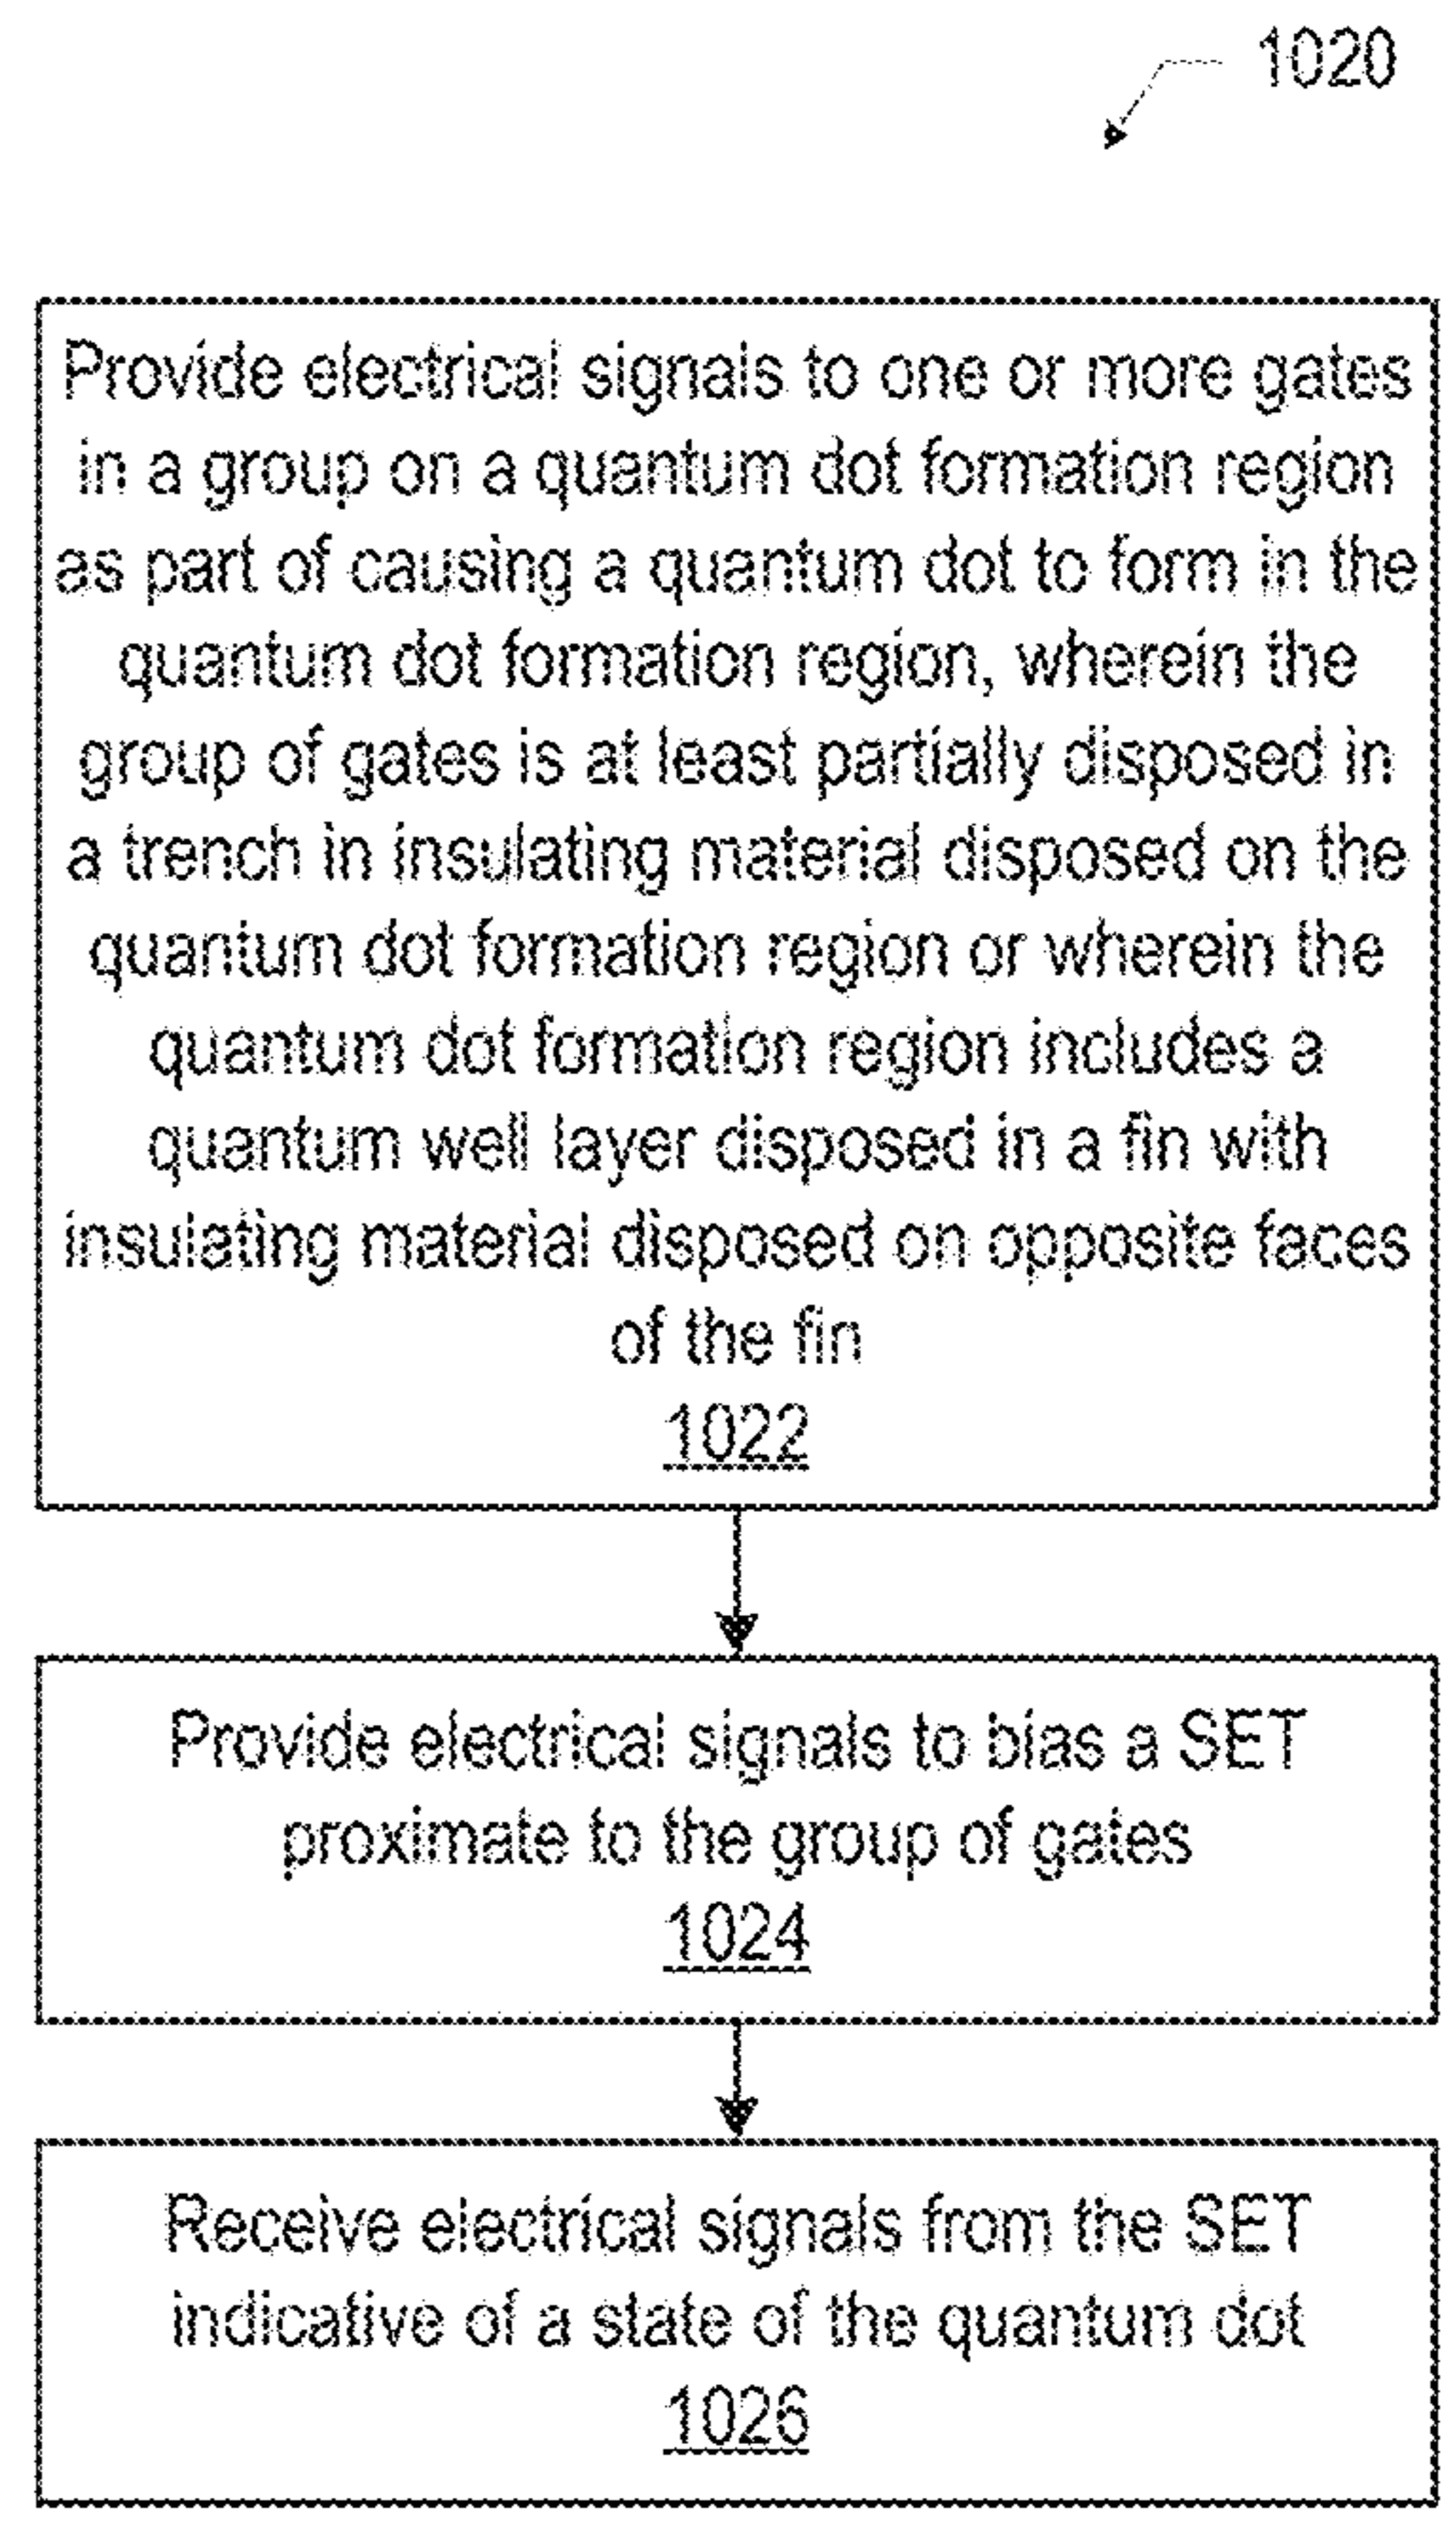 1020
Provide electrical signals to one or more gates
in a group on a quantum dot formation region
as part of causing a quantum dot to form in the
quantum dot formation region, wherein the
group of gates is at least partially disposed in
a trench in insulating material disposed on the
quantum dot formation region or wherein the
quantum dot formation region includes a
quantum well layer disposed in a fin with
insulating material disposed on opposite faces
of the fin
1022
Provide electrical signals to bias a SET
proximate to the group of gates
1024
Receive electrical signals from the SET
indicative of a state of the quantum dot
1026